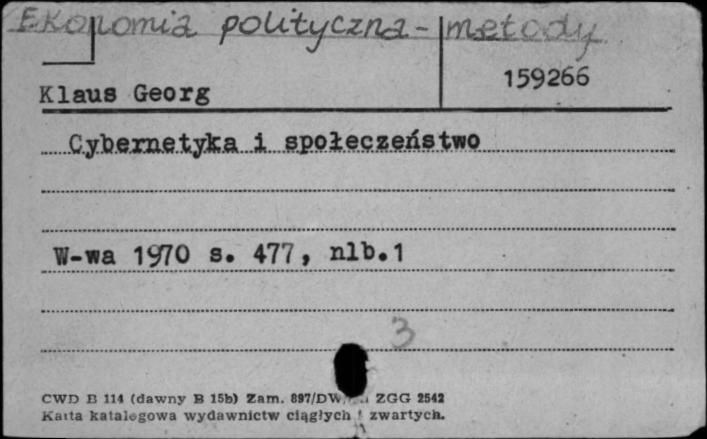 Ekonomia polityczna - metody
159266
Klaus Georg
Cybernetyka i społeczeństwo
W-wa 1970 s. 477, nlb.1
3
CWD B 114 (dawny B 15b) Zam. 897/DW ZGG 2542
Karta katalogowa wydawnictw ciągłych i zwartych.